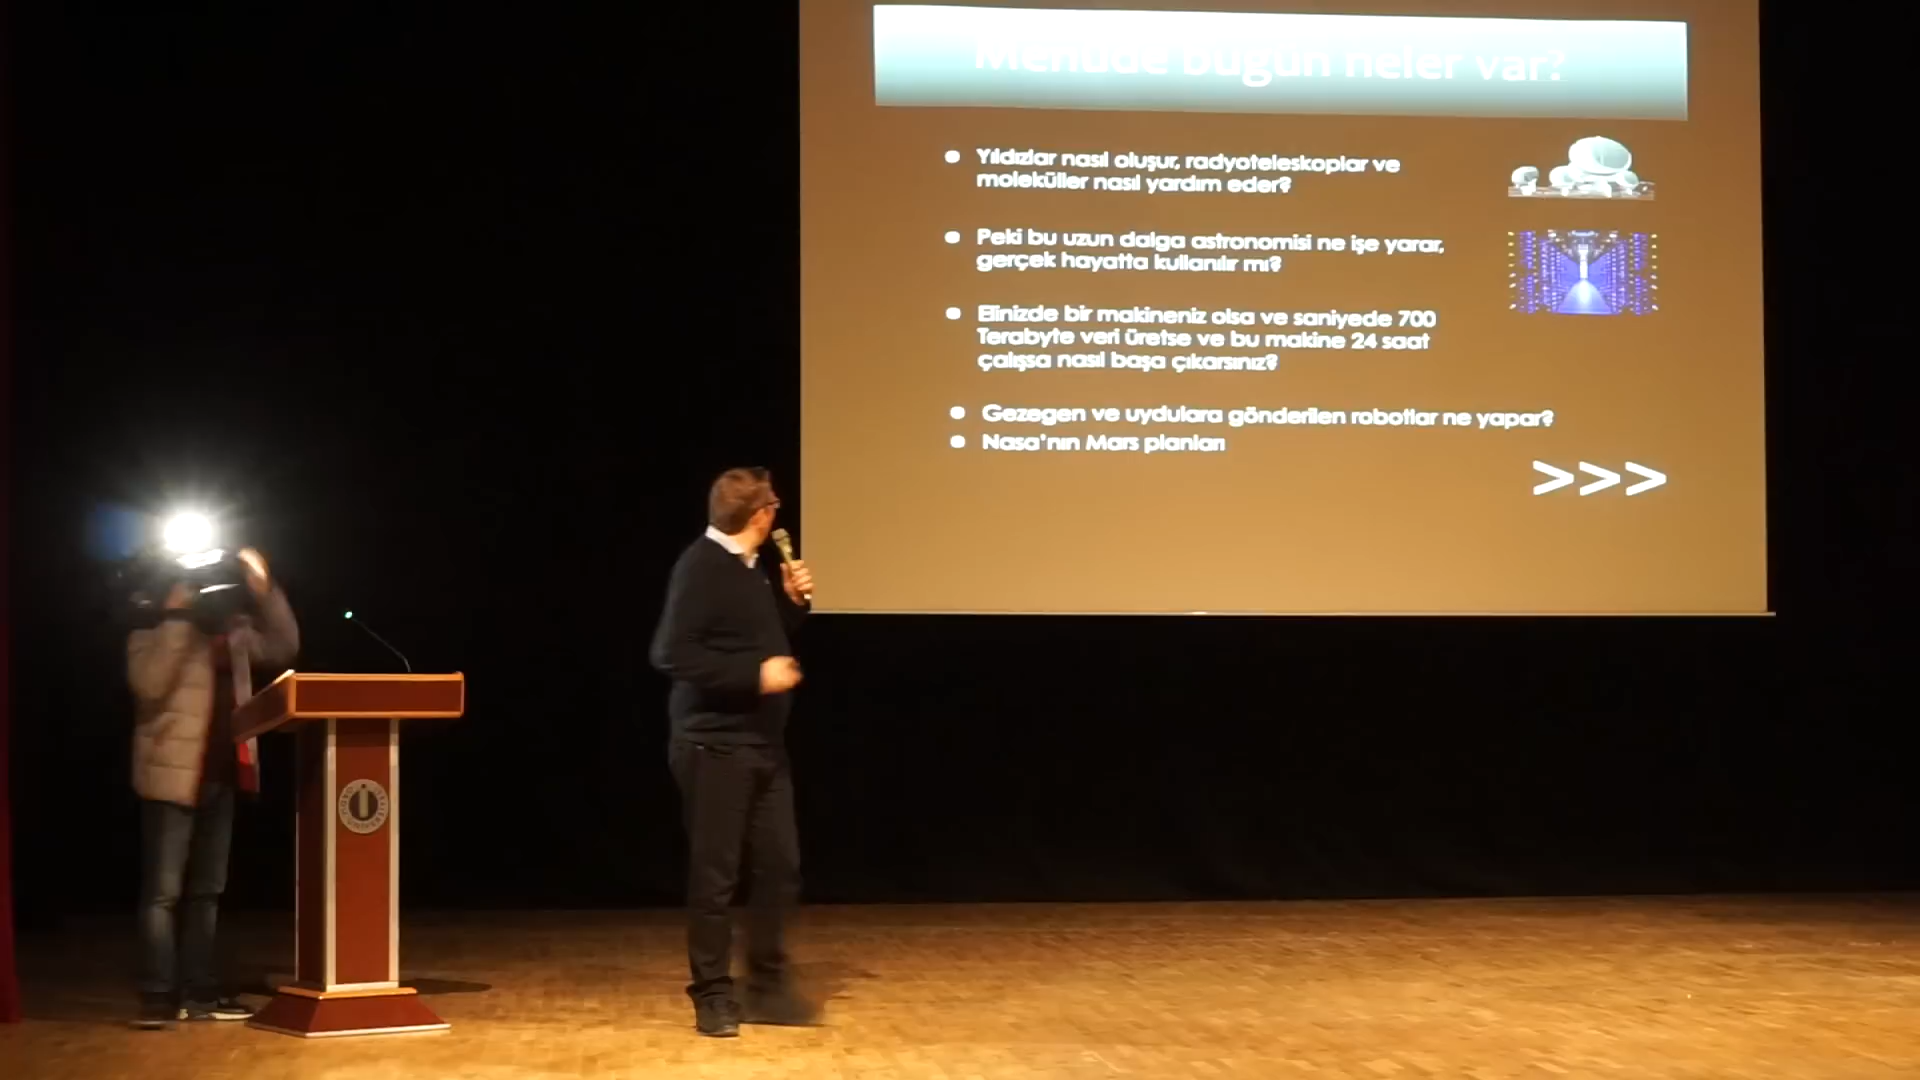 Menüde bugün neler var?
Yıldızlar nasıl oluşur, radyoteleskoplar ve
moleküller nasıl yardım eder?
Peki bu uzun dalga astronomisi ne işe yarar,
gerçek hayatta kullanılır mı?
Elinizde bir makineniz olsa ve saniyede 700
Terabyte veri üretse ve bu makine 24 saat
çalışsa nasıl başa çıkarsınız?
Gezegen ve uydulara gönderilen robotlar ne yapar?
Nasa'nın Mars planları
>>>